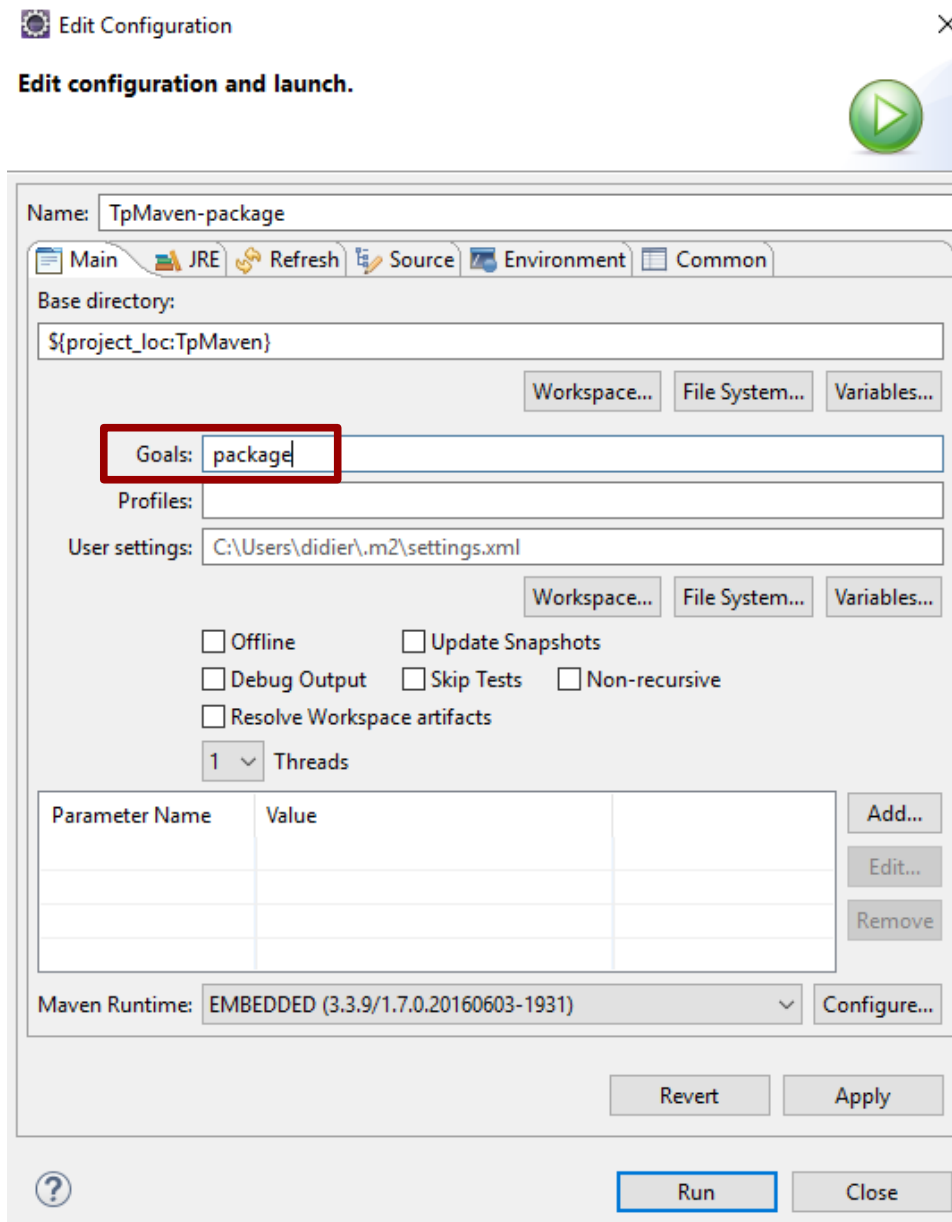 Edit Configuration
Edit configuration and launch.
Name: TpMaven-package
Main JRE Refresh Source Environment Common
Base directory:
${project_loc:TpMaven}
Workspace... File System... Variables...
Goals: package
Profiles:
User settings: C:\Users\didier\.m2\settings.xml
Workspace... File System... Variables...
Offline Update Snapshots
Debug Output Skip Tests Non-recursive
Resolve Workspace artifacts
1 Threads
Parameter Name Value Add...
Edit...
Remove
Maven Runtime: EMBEDDED (3.3.9/1.7.0.20160603-1931) Configure...
Revert Apply
? Run Close